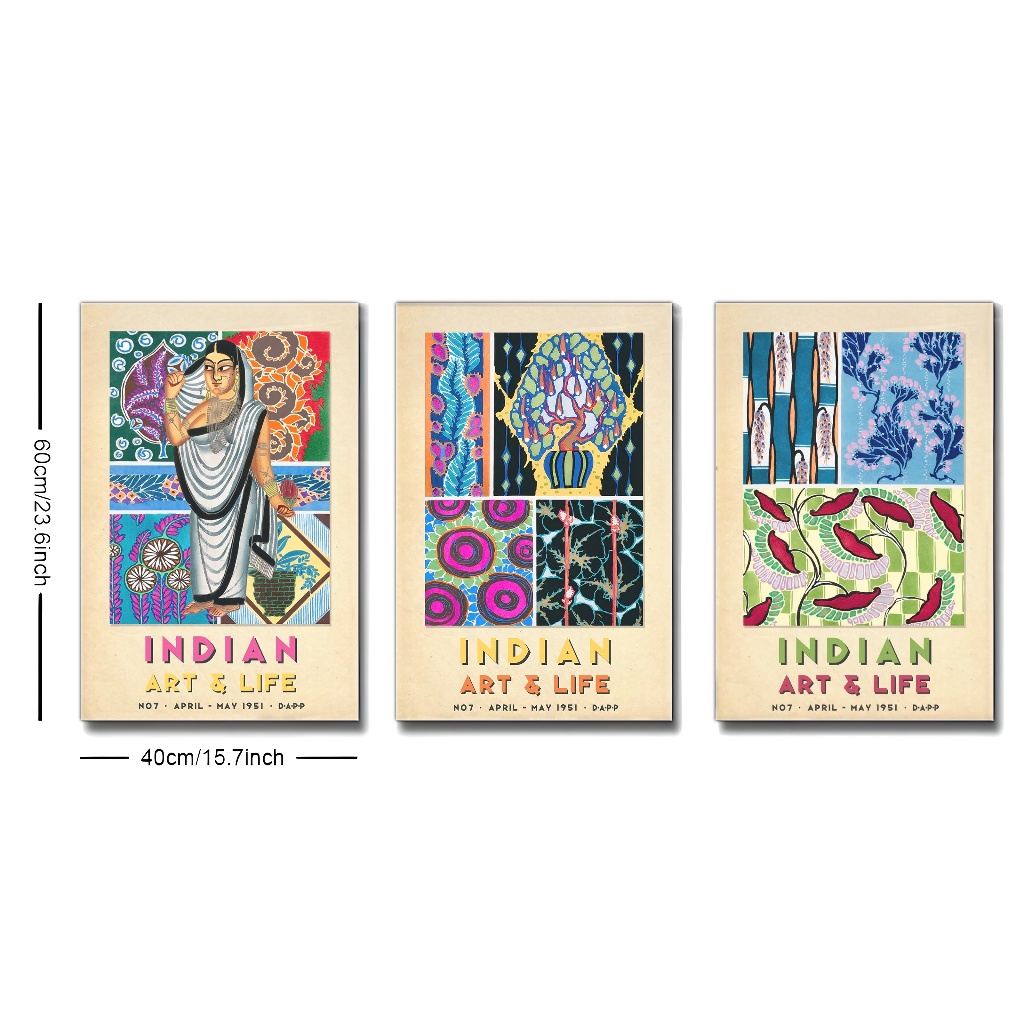 60cm/23.6inch
INDIAN
ART & LIFE
NO7 · APRIL - MAY 1951 · D·A·P·P
INDIAN
ART & LIFE
NO7 · APRIL - MAY 1951 · D·A·P·P
INDIAN
ART & LIFE
NO7 · APRIL - MAY 1951 · D·A·P·P
40cm/15.7inch